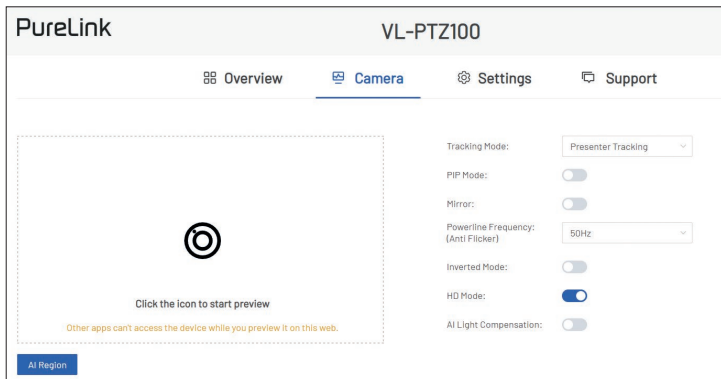 PureLink
VL-PTZ100
Overview
Camera
Settings
Support
Click the icon to start preview
Other apps can't access the device while you preview it on this web.
AI Region
Tracking Mode:
Presenter Tracking
PIP Mode:
Mirror:
Powerline Frequency:
(Anti Flicker)
50Hz
Inverted Mode:
HD Mode:
AI Light Compensation: